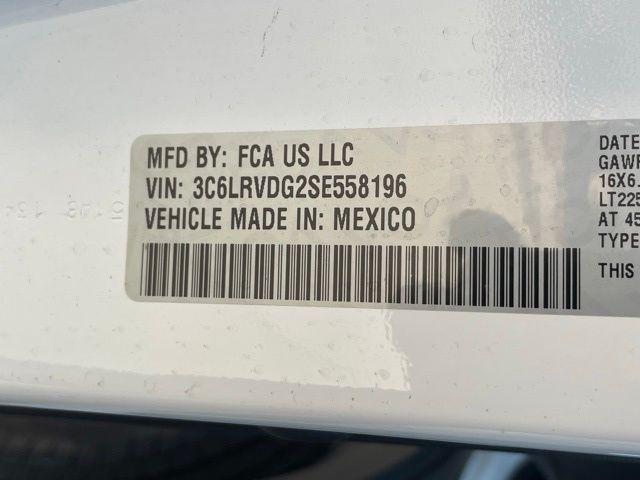 MFD BY: FCA US LLC
VIN: 3C6LRVDG2SE558196
VEHICLE MADE IN: MEXICO
DATE
GAWR
16X6.
LT225
AT 45
TYPE
THIS